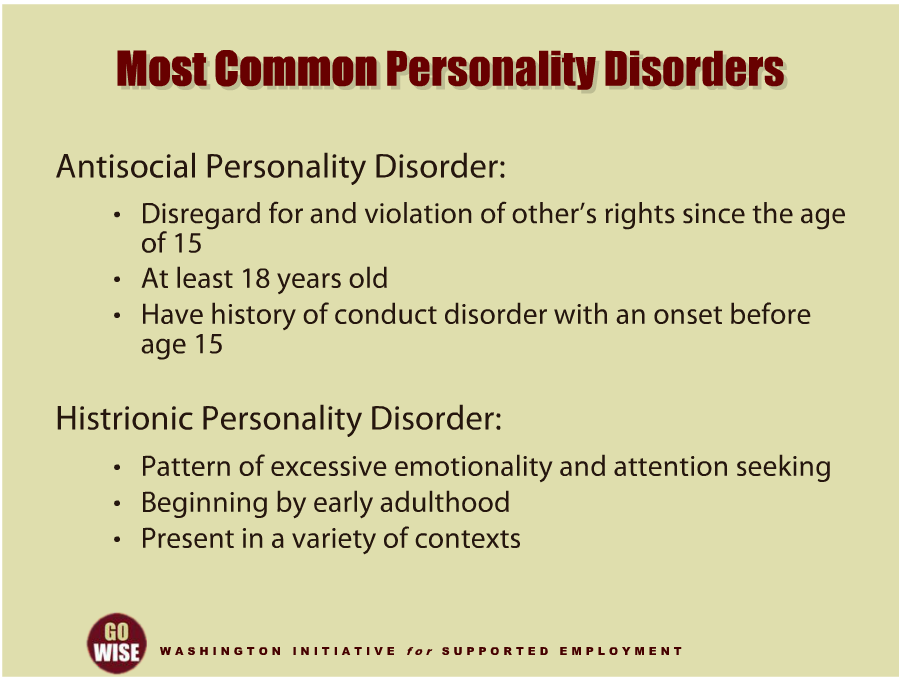 Most Common Personality Disorders
Antisocial Personality Disorder:
• Disregard for and violation of other’s rights since the age
of 15
• At least 18 years old
• Have history of conduct disorder with an onset before
age 15
Histrionic Personality Disorder:
• Pattern of excessive emotionality and attention seeking
• Beginning by early adulthood
• Present in a variety of contexts
GO
WISE
WASHINGTON INITIATIVE for SUPPORTED EMPLOYMENT